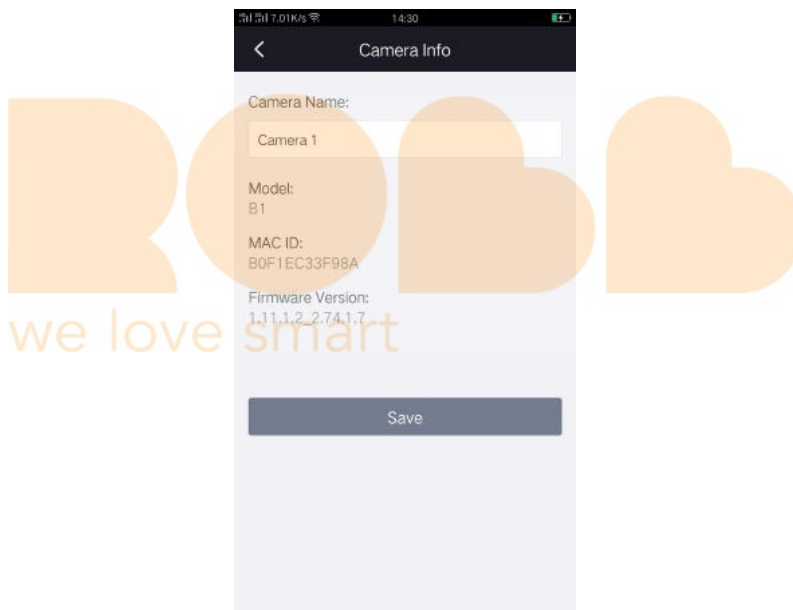 7.01K/s 14:30
Camera Info
Camera Name:
Camera 1
Model:
B1
MAC ID:
B0F1EC33F98A
Firmware Version:
1.11.1.2_2.74.1.7
Save
ROBB
we love smart